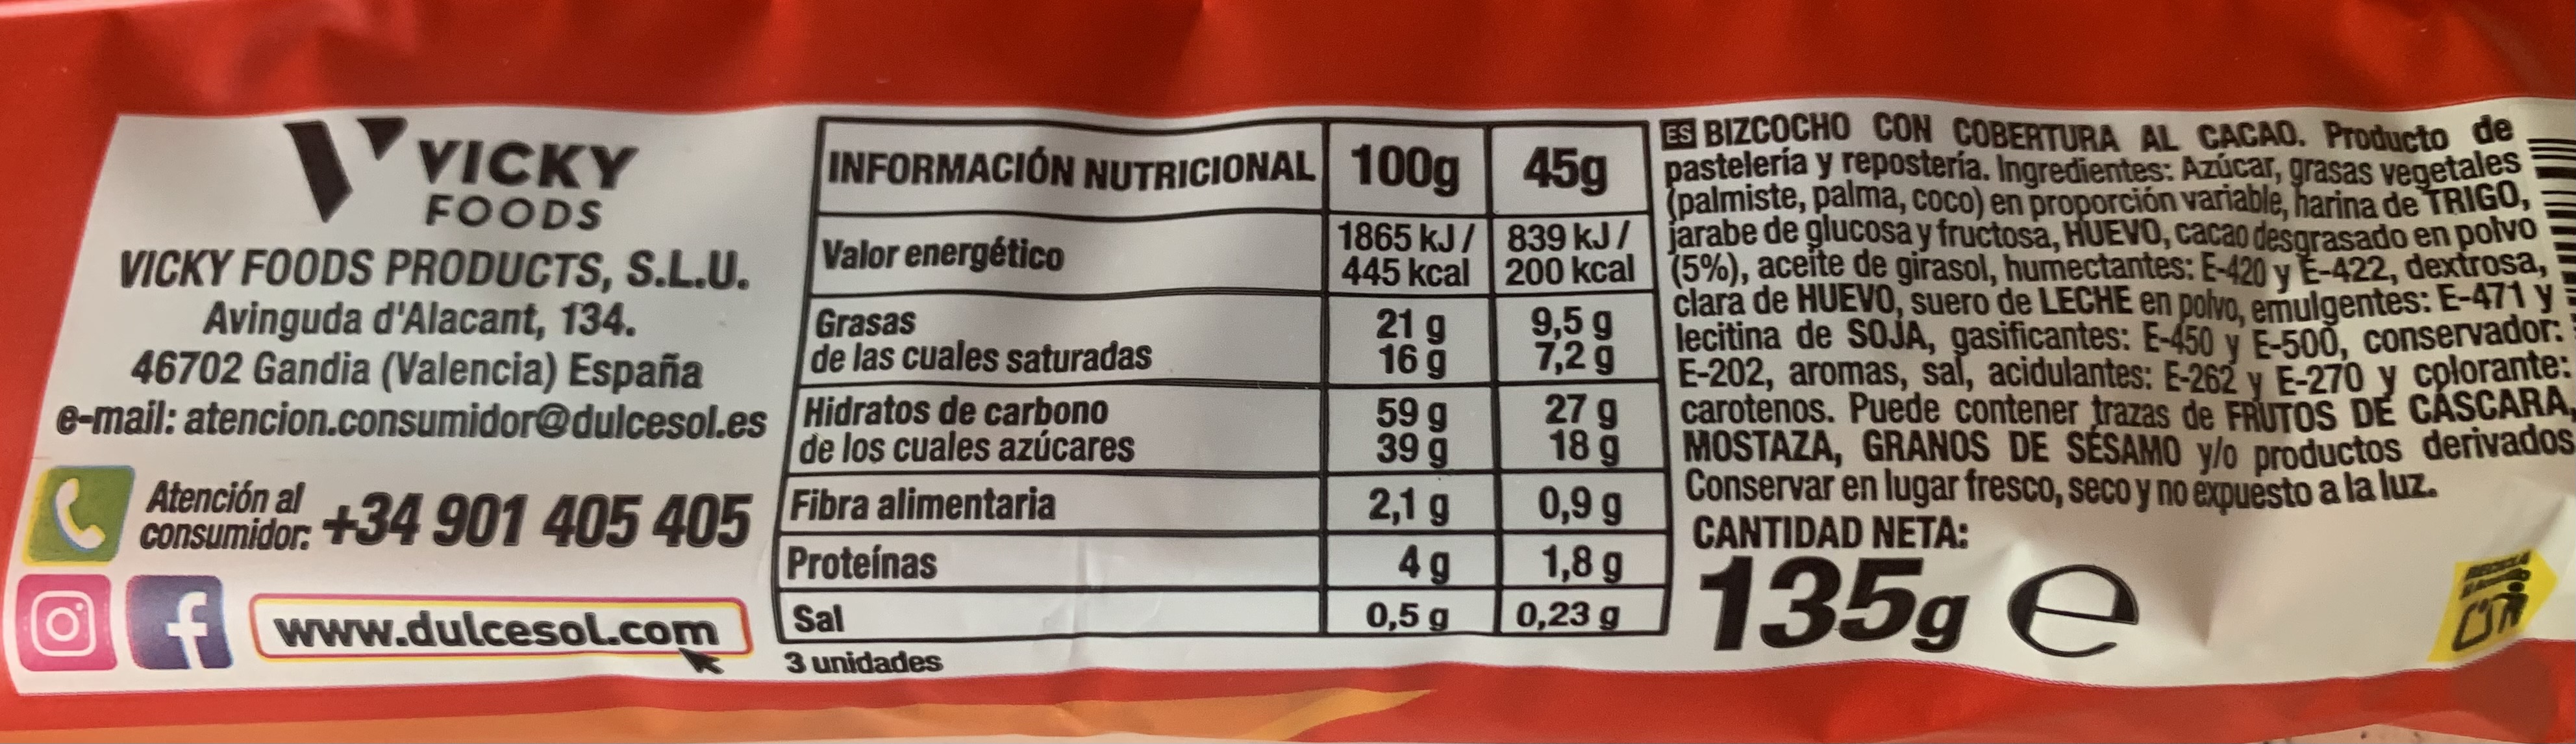 VICKY
FOODS
VICKY FOODS PRODUCTS, S.L.U.
Avinguda d'Alacant, 134.
46702 Gandia (Valencia) España
e-mail: atencion.consumidor@dulcesol.es
Atención al
consumidor: +34 901 405 405
www.dulcesol.com
INFORMACIÓN NUTRICIONAL 100g 45g
Valor energético 1865 kJ / 445 kcal 839 kJ / 200 kcal
Grasas 21 g 9,5 g
de las cuales saturadas 16 g 7,2 g
Hidratos de carbono 59 g 27 g
de los cuales azúcares 39 g 18 g
Fibra alimentaria 2,1 g 0,9 g
Proteínas 4 g 1,8 g
Sal 0,5 g 0,23 g
3 unidades
ES BIZCOCHO CON COBERTURA AL CACAO. Producto de
pastelería y repostería. Ingredientes: Azúcar, grasas vegetales
(palmiste, palma, coco) en proporción variable, harina de TRIGO,
jarabe de glucosa y fructosa, HUEVO, cacao desgrasado en polvo
(5%), aceite de girasol, humectantes: E-420 y E-422, dextrosa,
clara de HUEVO, suero de LECHE en polvo, emulgentes: E-471 y
lecitina de SOJA, gasificantes: E-450 y E-500, conservador:
E-202, aromas, sal, acidulantes: E-262 y E-270 y colorante:
carotenos. Puede contener trazas de FRUTOS DE CÁSCARA,
MOSTAZA, GRANOS DE SÉSAMO y/o productos derivados
Conservar en lugar fresco, seco y no expuesto a la luz.
CANTIDAD NETA:
135g e